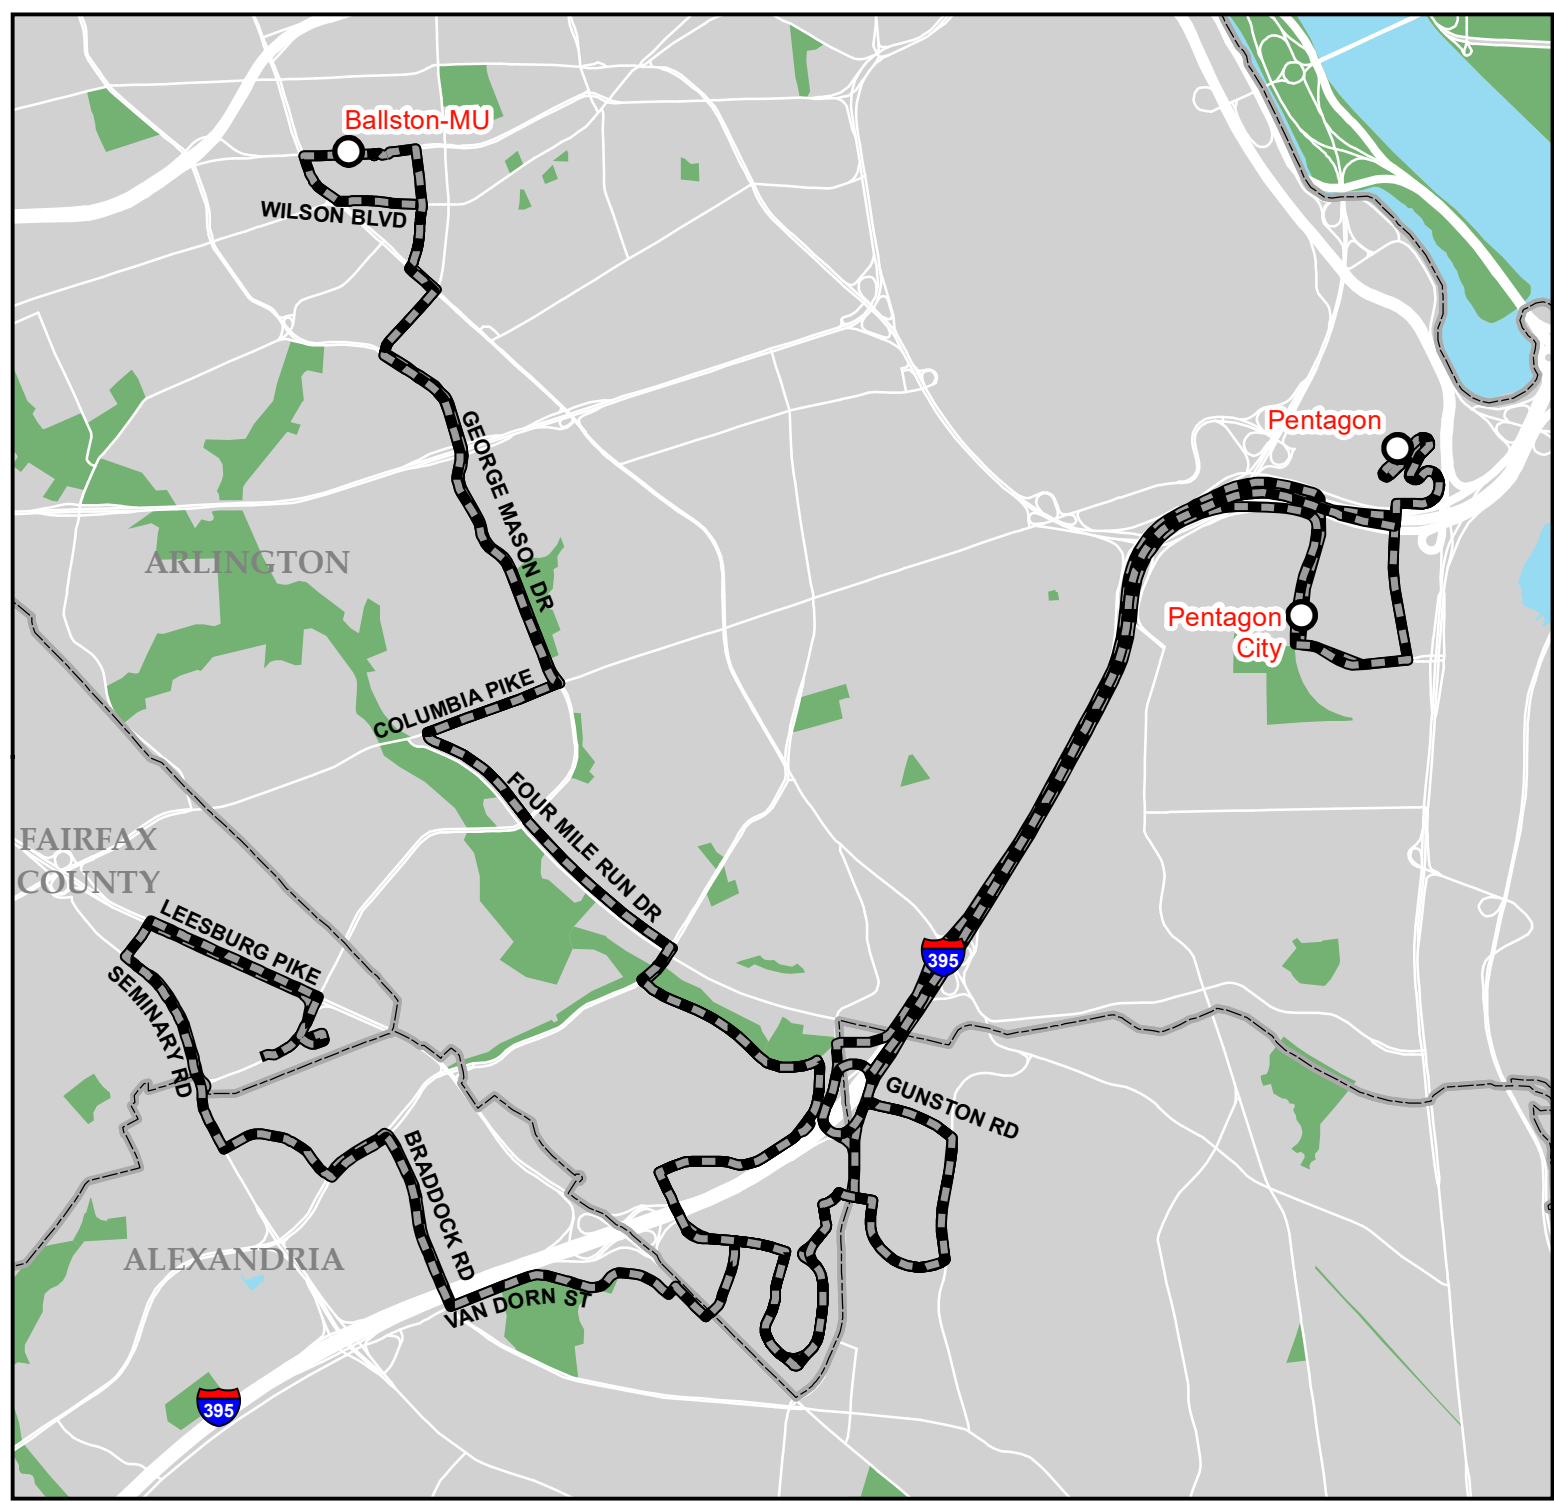 Ballston-MU
WILSON BLVD
Pentagon
GEORGE MASON DR
ARLINGTON
Pentagon
City
COLUMBIA PIKE
FOUR MILE RUN DR
FAIRFAX
COUNTY
LEESBURG PIKE
SEMINARY RD
395
GUNSTON RD
BRADDOCK RD
ALEXANDRIA
VAN DORN ST
395